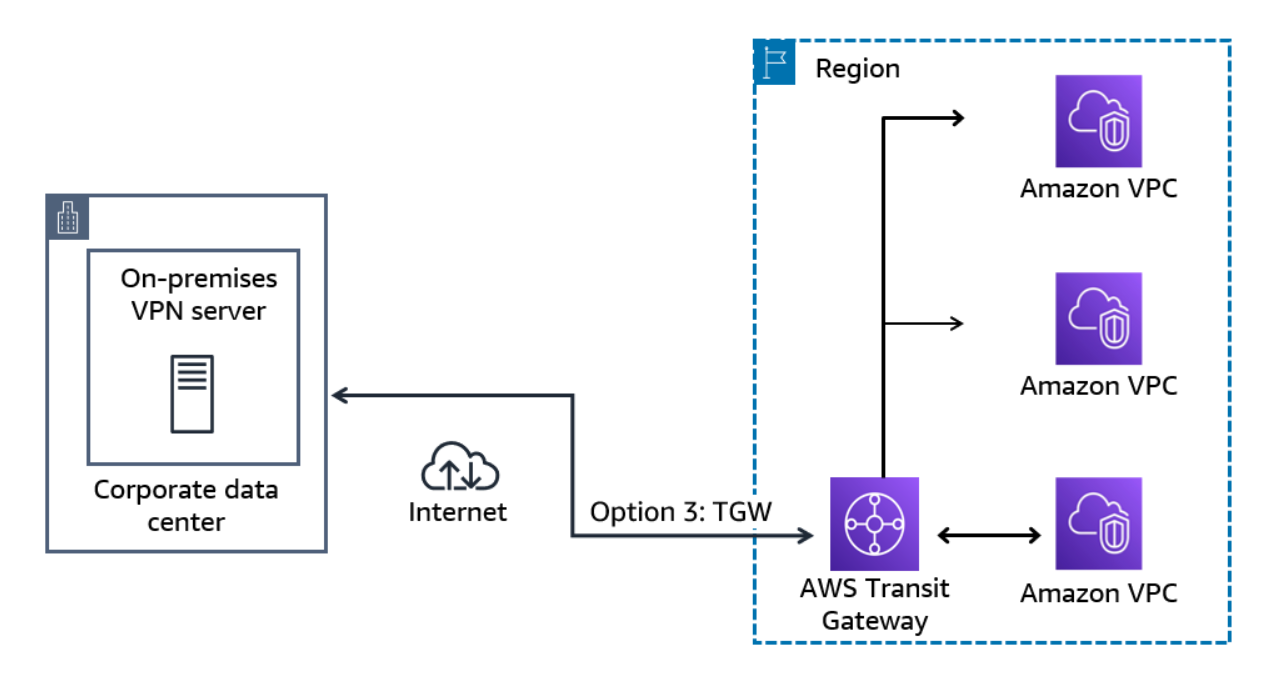 Region
Amazon VPC
On-premises
VPN server
Amazon VPC
Corporate data
center
Internet
Option 3: TGW
AWS Transit
Gateway
Amazon VPC